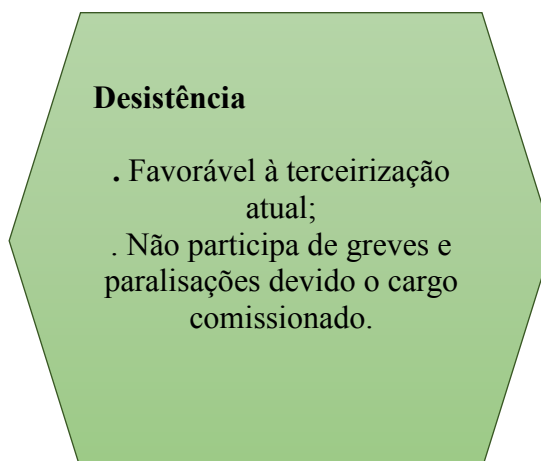 Desistência
. Favorável à terceirização
atual;
. Não participa de greves e
paralisações devido o cargo
comissionado.